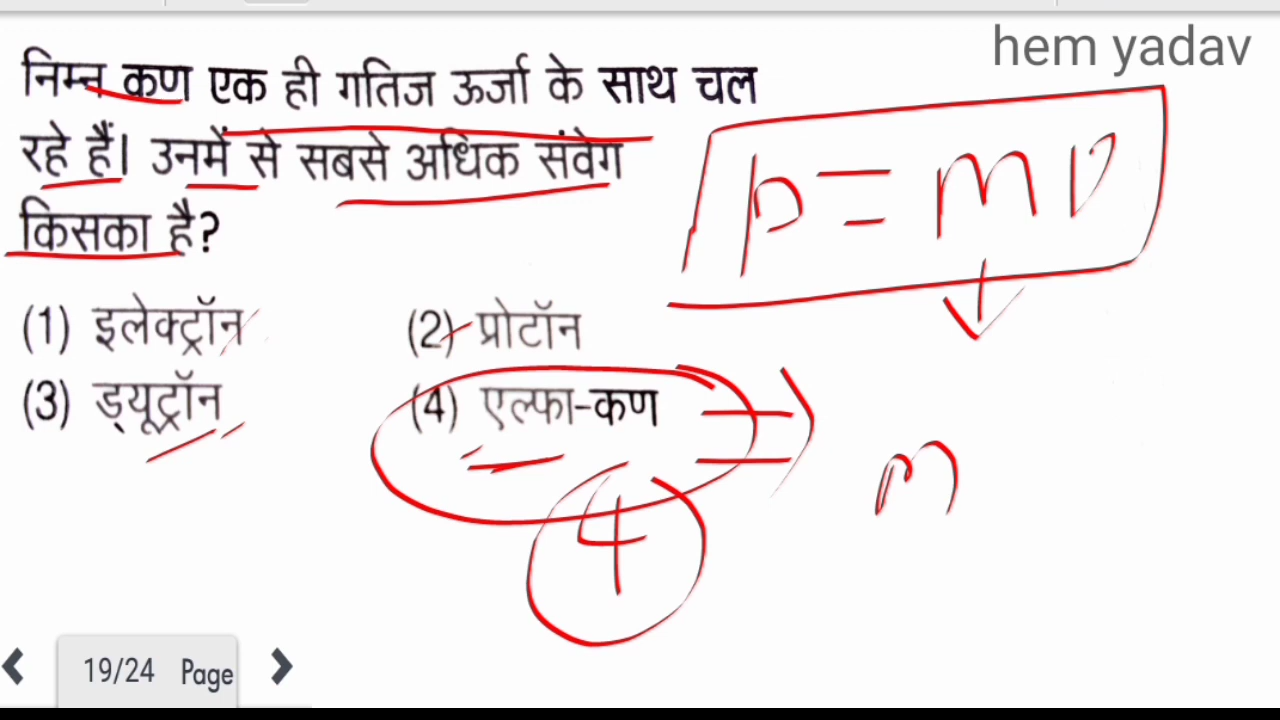 hem yadav
निम्न कण एक ही गतिज ऊर्जा के साथ चल
रहे हैं। उनमें से सबसे अधिक संवेग
किसका है?
p = mv
(1) इलेक्ट्रॉन
(2) प्रोटॉन
(3) ड्यूट्रॉन
(4) एल्फा-कण
m
4
19/24 Page